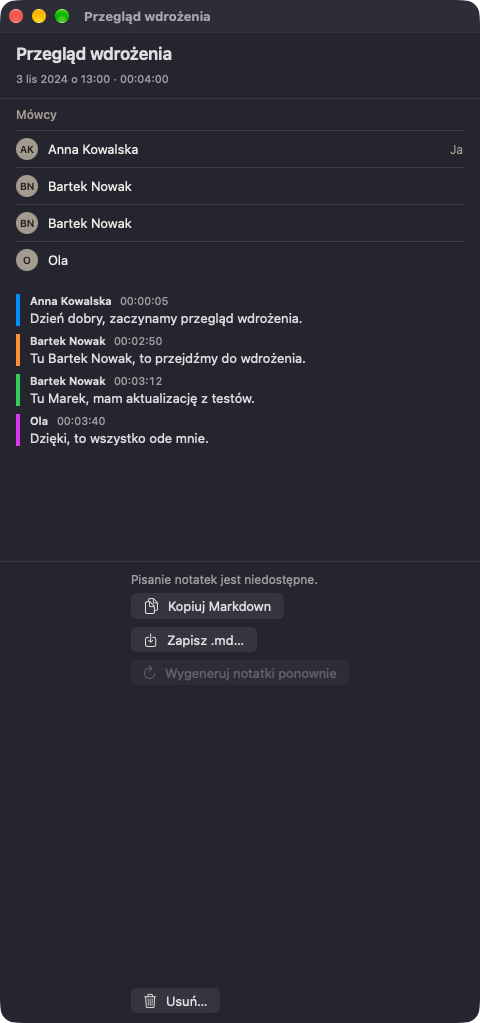 Przegląd wdrożenia
Przegląd wdrożenia
3 lis 2024 o 13:00 · 00:04:00
Mówcy
AK Anna Kowalska Ja
BN Bartek Nowak
BN Bartek Nowak
O Ola
Anna Kowalska 00:00:05
Dzień dobry, zaczynamy przegląd wdrożenia.
Bartek Nowak 00:02:50
Tu Bartek Nowak, to przejdźmy do wdrożenia.
Bartek Nowak 00:03:12
Tu Marek, mam aktualizację z testów.
Ola 00:03:40
Dzięki, to wszystko ode mnie.
Pisanie notatek jest niedostępne.
Kopiuj Markdown
Zapisz .md...
Wygeneruj notatki ponownie
Usuń...